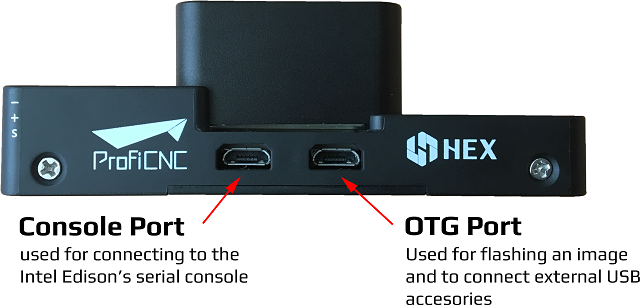 −
+
S
ProfiCNC
HEX
Console Port
used for connecting to the
Intel Edison's serial console
OTG Port
Used for flashing an image
and to connect external USB
accesories